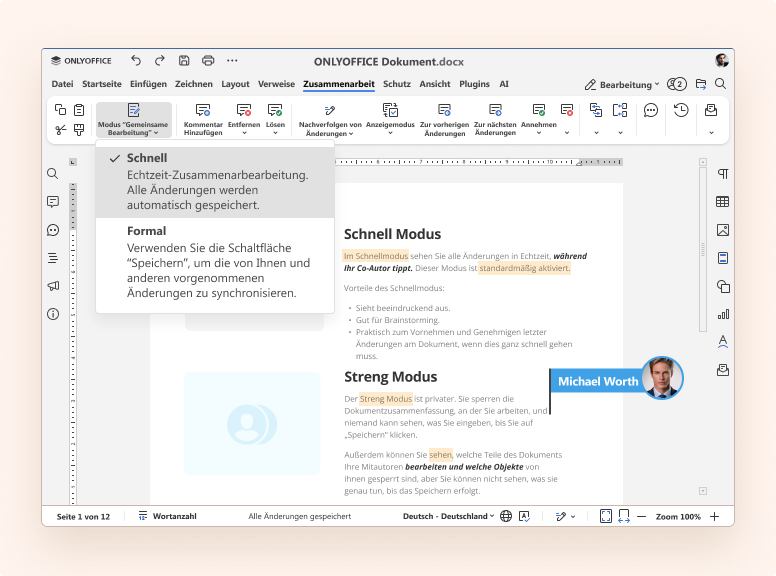 ONLYOFFICE
ONLYOFFICE Dokument.docx
Datei Startseite Einfügen Zeichnen Layout Verweise Zusammenarbeit Schutz Ansicht Plugins AI Bearbeitung 2
Modus "Gemeinsame
Bearbeitung"
Kommentar
Hinzufügen
Entfernen
Lösen
Nachverfolgen von
Änderungen
Anzeigemodus
Zur vorherigen
Änderungen
Zur nächsten
Änderungen
Annehmen
Schnell
Echtzeit-Zusammenarbearbeitung.
Alle Änderungen werden
automatisch gespeichert.
Formal
Verwenden Sie die Schaltfläche
"Speichern", um die von Ihnen und
anderen vorgenommenen
Änderungen zu synchronisieren.
Schnell Modus
Im Schnellmodus sehen Sie alle Änderungen in Echtzeit, während
Ihr Co-Autor tippt. Dieser Modus ist standardmäßig aktiviert.
Vorteile des Schnellmodus:
• Sieht beeindruckend aus.
• Gut für Brainstorming.
• Praktisch zum Vornehmen und Genehmigen letzter
Änderungen am Dokument, wenn dies ganz schnell gehen
muss.
Streng Modus
Michael Worth
Der Streng Modus ist privater. Sie sperren die
Dokumentzusammenfassung, an der Sie arbeiten, und
niemand kann sehen, was Sie eingeben, bis Sie auf
„Speichern" klicken.
Außerdem können Sie sehen, welche Teile des Dokuments
Ihre Mitautoren bearbeiten und welche Objekte von
ihnen gesperrt sind, aber Sie können nicht sehen, was sie
genau tun, bis das Speichern erfolgt.
Seite 1 von 12 Wortanzahl Alle Änderungen gespeichert Deutsch - Deutschland Zoom 100%